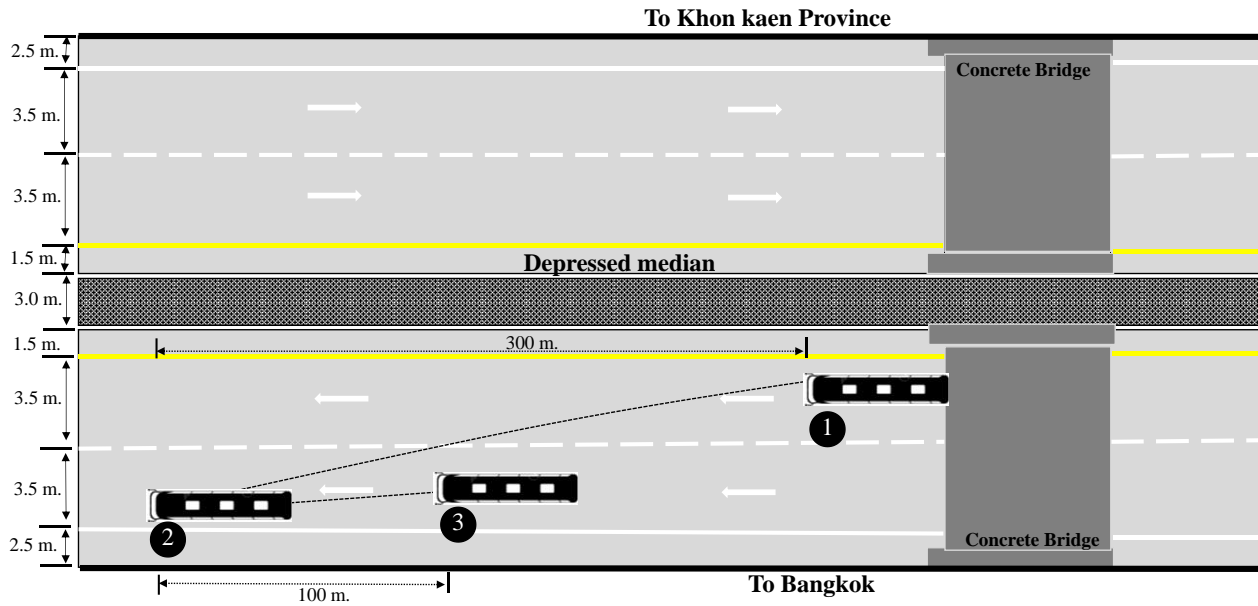 To Khon kaen Province
2.5 m.
Concrete Bridge
3.5 m.
3.5 m.
1.5 m.
Depressed median
3.0 m.
1.5 m.
300 m.
3.5 m.
1
3.5 m.
3
2
2.5 m.
Concrete Bridge
To Bangkok
100 m.